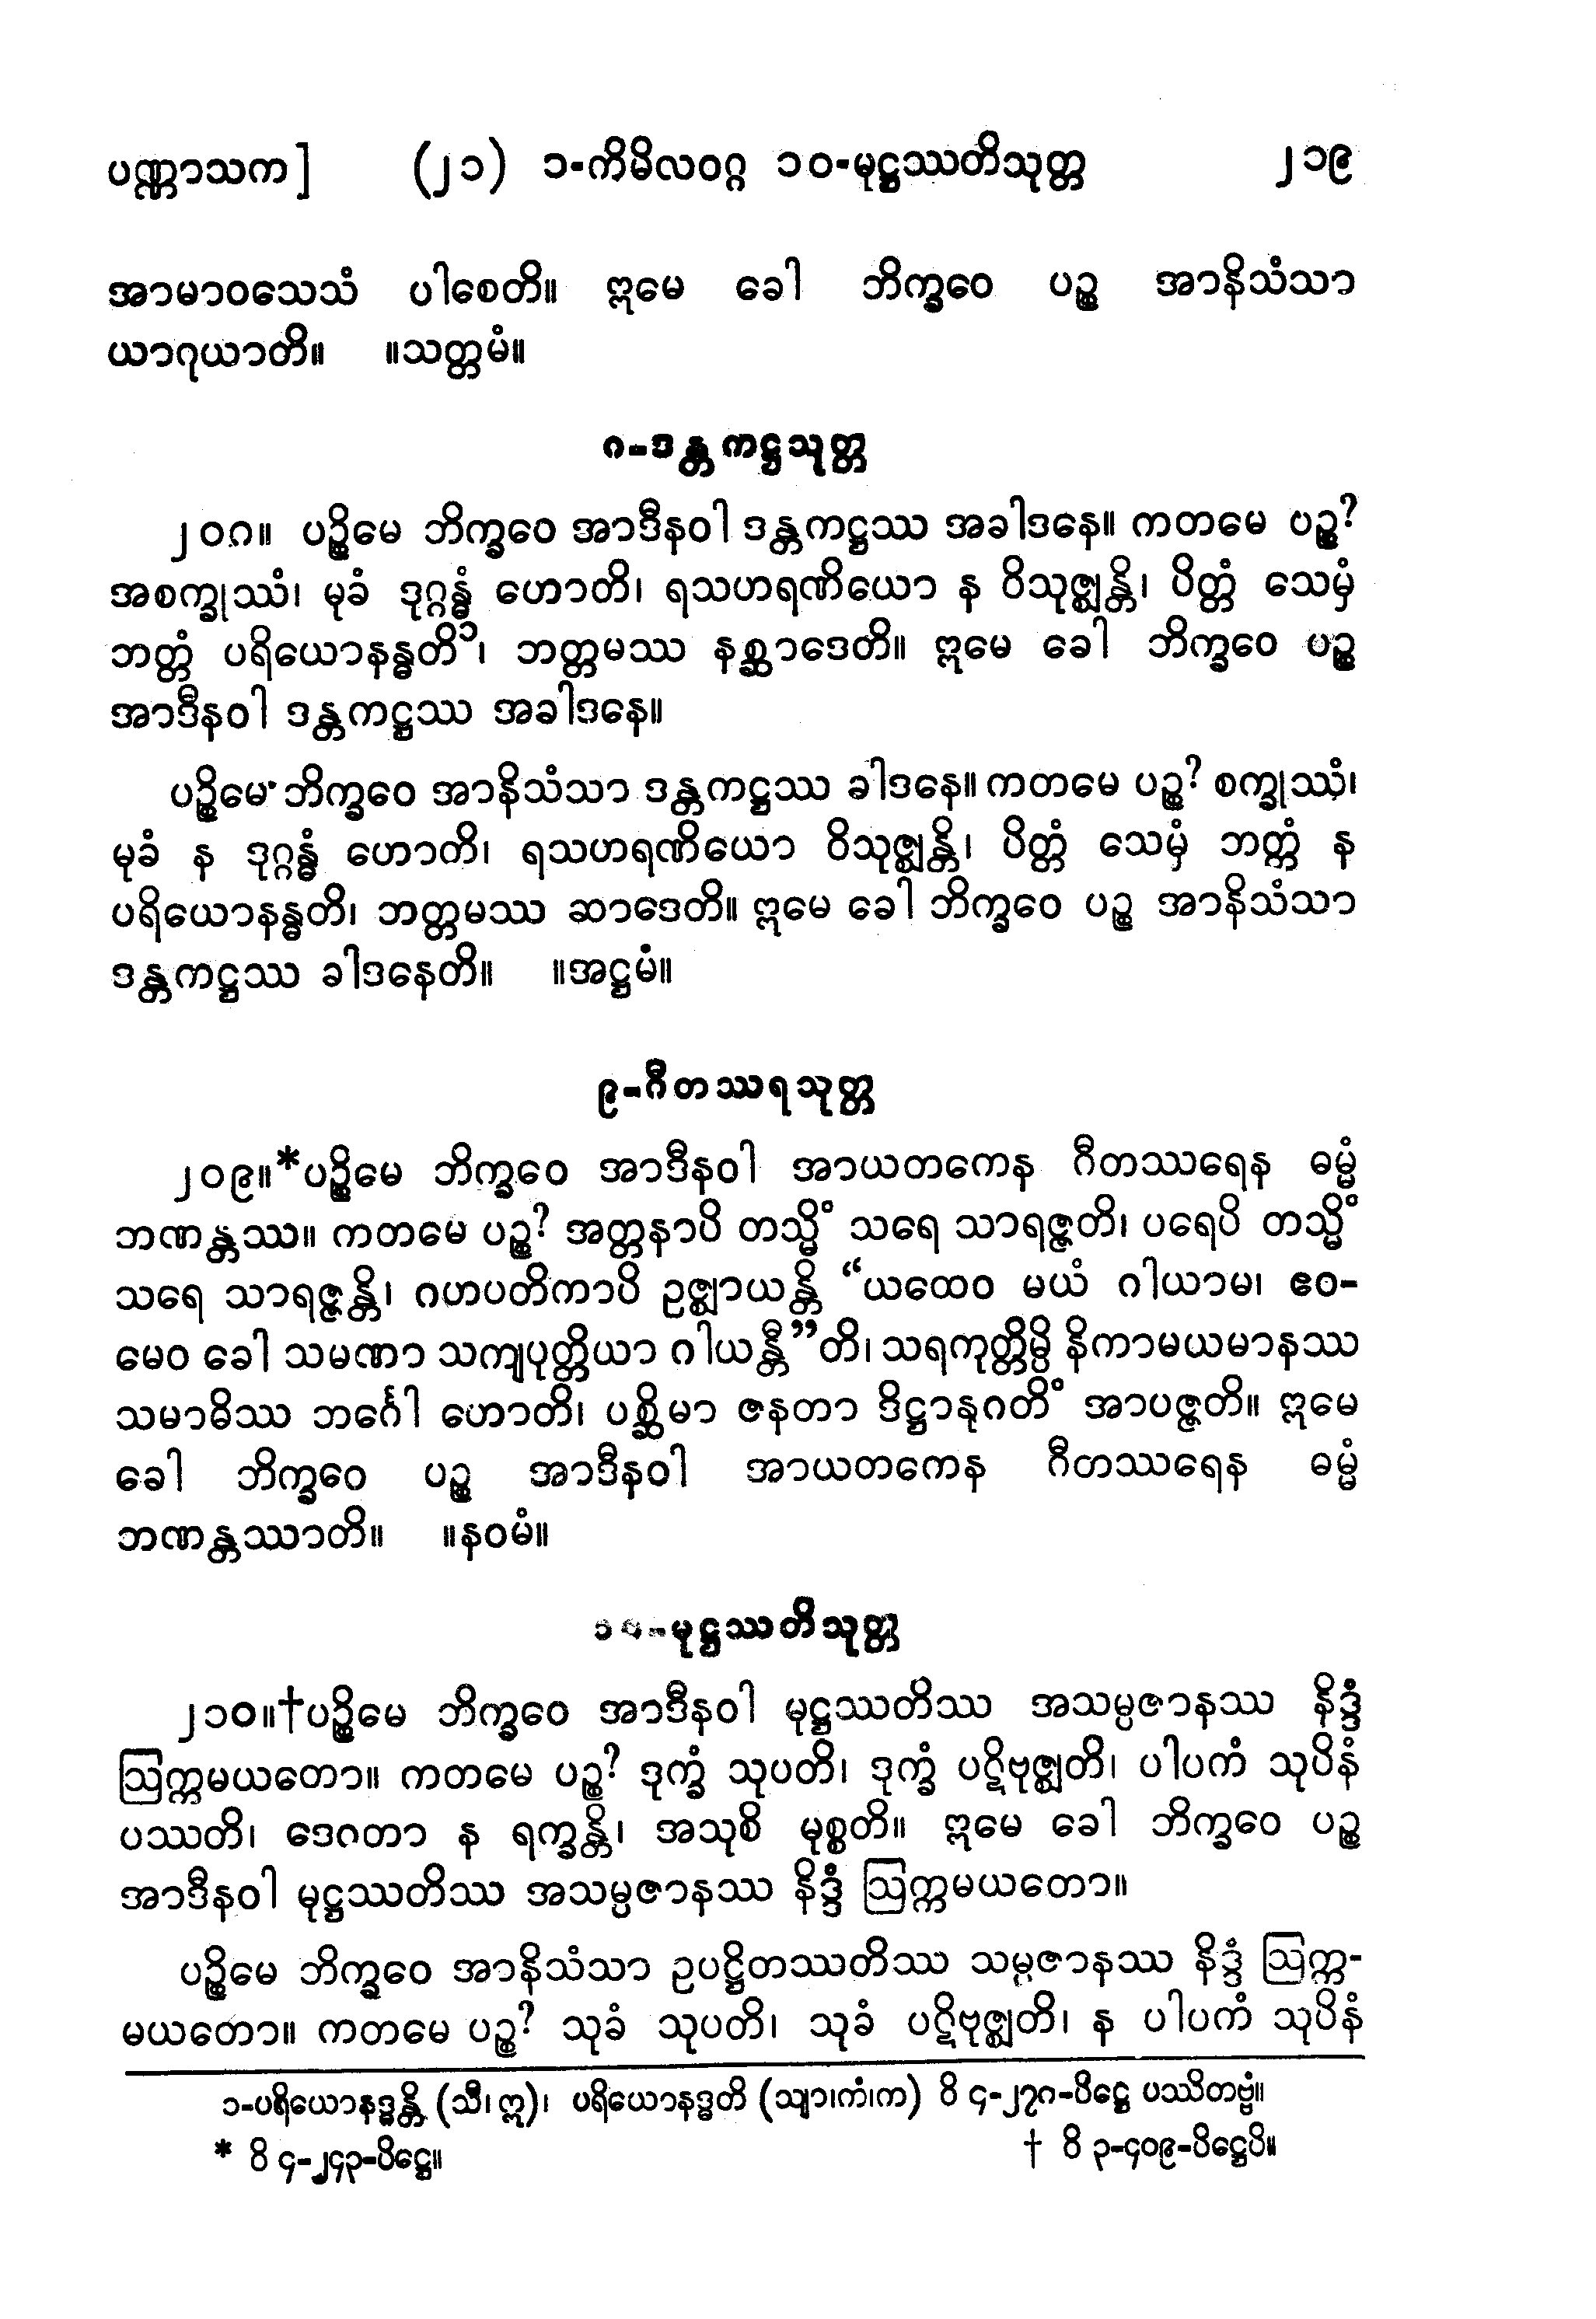 ပဏ္ဏာသက] (၂၁) ၁-ကိမိလဝဂ္ဂ ၁၀-မုဋ္ဌဿတိသုတ္တ ၂၁၉
အာမာဝသေသံ ပါစေတိ။ ဣမေ ခေါ ဘိက္ခဝေ ပဉ္စ အာနိသံသာ
ယာဂုယာတိ။ ။သတ္တမံ။
၈-ဒန္တကဋ္ဌသုတ္တ
၂၀၈။ ပဉ္စိမေ ဘိက္ခဝေ အာဒီနဝါ ဒန္တကဋ္ဌဿ အခါဒနေ။ ကတမေ ပဉ္စ?
အစက္ခုဿံ၊ မုခံ ဒုဂ္ဂန္ဓံ ဟောတိ၊ ရသဟရဏိယော န ဝိသုဇ္ဈန္တိ၊ ပိတ္တံ သေမှံ
ဘတ္တံ ပရိယောနန္ဓတိ၁၊ ဘတ္တမဿ နစ္ဆာဒေတိ။ ဣမေ ခေါ ဘိက္ခဝေ ပဉ္စ
အာဒီနဝါ ဒန္တကဋ္ဌဿ အခါဒနေ။
ပဉ္စိမေ ဘိက္ခဝေ အာနိသံသာ ဒန္တကဋ္ဌဿ ခါဒနေ။ ကတမေ ပဉ္စ? စက္ခုဿံ၊
မုခံ န ဒုဂ္ဂန္ဓံ ဟောတိ၊ ရသဟရဏိယော ဝိသုဇ္ဈန္တိ၊ ပိတ္တံ သေမှံ ဘတ္တံ န
ပရိယောနန္ဓတိ၊ ဘတ္တမဿ ဆာဒေတိ။ ဣမေ ခေါ ဘိက္ခဝေ ပဉ္စ အာနိသံသာ
ဒန္တကဋ္ဌဿ ခါဒနေတိ။ ။အဋ္ဌမံ။
၉-ဂီတဿရသုတ္တ
၂၀၉။*ပဉ္စိမေ ဘိက္ခဝေ အာဒီနဝါ အာယတကေန ဂီတဿရေန ဓမ္မံ
ဘဏန္တဿ။ ကတမေ ပဉ္စ? အတ္တနာပိ တသ္မိံ သရေ သာရဇ္ဇတိ၊ ပရေပိ တသ္မိံ
သရေ သာရဇ္ဇန္တိ၊ ဂဟပတိကာပိ ဥဇ္ဈာယန္တိ “ယထေဝ မယံ ဂါယာမ၊ ဧဝ-
မေဝ ခေါ သမဏာ သကျပုတ္တိယာ ဂါယန္တီ”တိ၊ သရကုတ္တိမ္ပိ နိကာမယမာနဿ
သမာဓိဿ ဘင်္ဂေါ ဟောတိ၊ ပစ္ဆိမာ ဇနတာ ဒိဋ္ဌာနုဂတိံ အာပဇ္ဇတိ။ ဣမေ
ခေါ ဘိက္ခဝေ ပဉ္စ အာဒီနဝါ အာယတကေန ဂီတဿရေန ဓမ္မံ
ဘဏန္တဿာတိ။ ။နဝမံ။
၁၀-မုဋ္ဌဿတိသုတ္တ
၂၁၀။†ပဉ္စိမေ ဘိက္ခဝေ အာဒီနဝါ မုဋ္ဌဿတိဿ အသမ္ပဇာနဿ နိဒ္ဒံ
ဩက္ကမယတော။ ကတမေ ပဉ္စ? ဒုက္ခံ သုပတိ၊ ဒုက္ခံ ပဋိဗုဇ္ဈတိ၊ ပါပကံ သုပိနံ
ပဿတိ၊ ဒေဝတာ န ရက္ခန္တိ၊ အသုစိ မုစ္စတိ။ ဣမေ ခေါ ဘိက္ခဝေ ပဉ္စ
အာဒီနဝါ မုဋ္ဌဿတိဿ အသမ္ပဇာနဿ နိဒ္ဒံ ဩက္ကမယတော။
ပဉ္စိမေ ဘိက္ခဝေ အာနိသံသာ ဥပဋ္ဌိတဿတိဿ သမ္ပဇာနဿ နိဒ္ဒံ ဩက္က-
မယတော။ ကတမေ ပဉ္စ? သုခံ သုပတိ၊ သုခံ ပဋိဗုဇ္ဈတိ၊ န ပါပကံ သုပိနံ
၁-ပရိယောနဒ္ဓန္တိ (သီ၊ ဣ)၊ ပရိယောနဒ္ဓတိ (သျာ၊ကံ၊က) ဝိ ၄-၂၇၈-ပိဋ္ဌေ ပဿိတဗ္ဗံ။
* ဝိ ၄-၂၄၃-ပိဋ္ဌေ။ † ဝိ ၃-၄၀၉-ပိဋ္ဌေပိ။